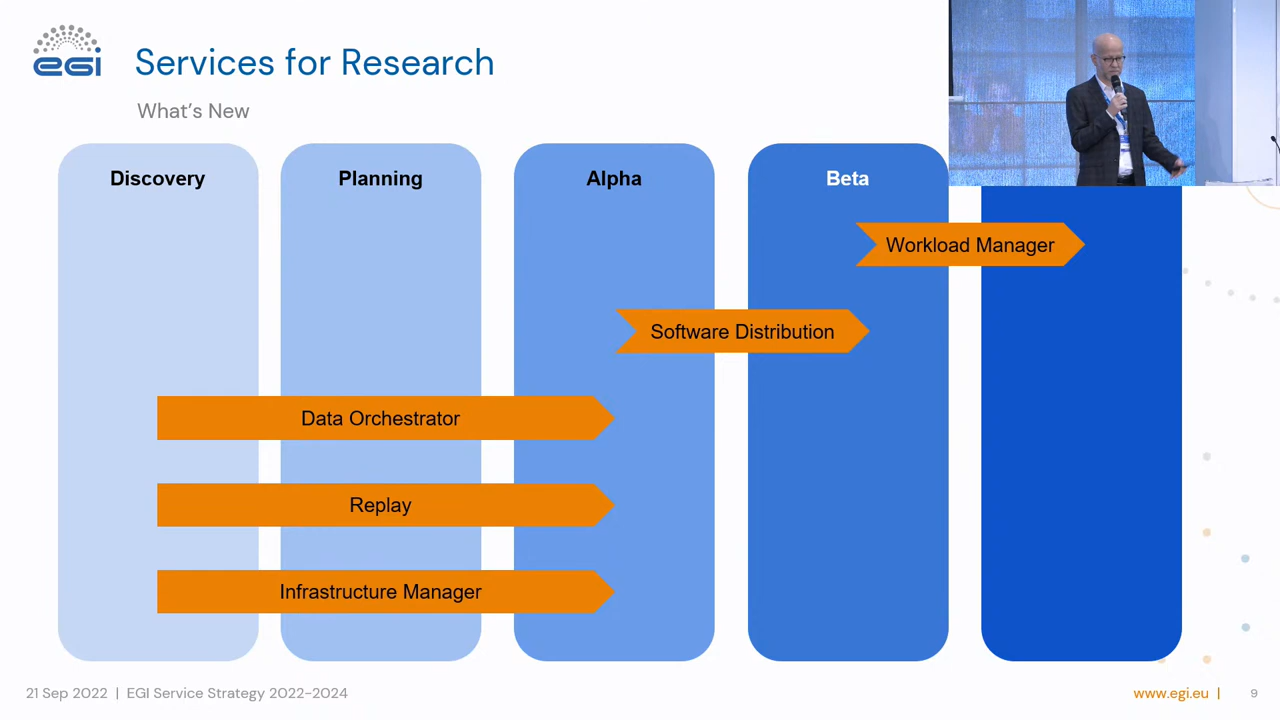 egi
Services for Research
What's New
Discovery
Planning
Alpha
Beta
Workload Manager
Software Distribution
Data Orchestrator
Replay
Infrastructure Manager
21 Sep 2022 | EGI Service Strategy 2022-2024
www.egi.eu |
9